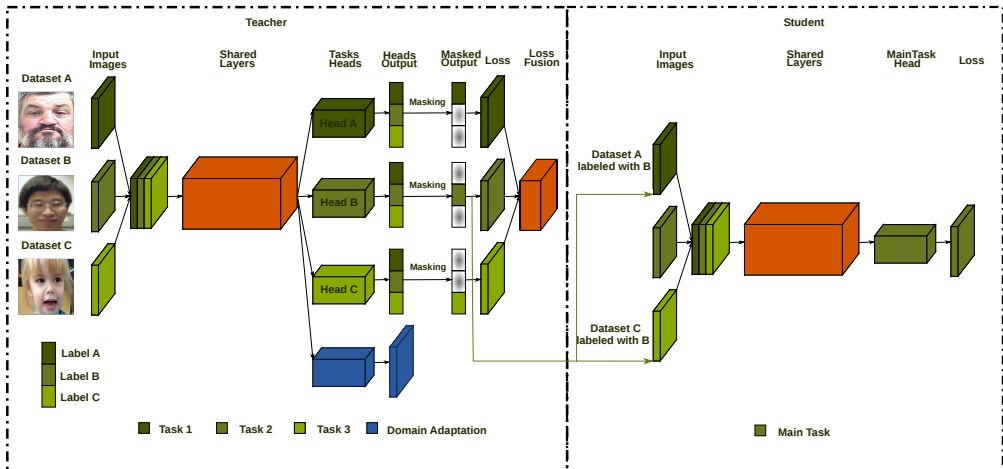 Teacher
Student
Input
Images
Shared
Layers
Tasks
Heads
Heads
Output
Masked
Output
Loss
Loss
Fusion
Input
Images
Shared
Layers
MainTask
Head
Loss
Dataset A
Head A
Masking
Dataset B
Head B
Masking
Dataset A
labeled with B
Dataset C
Head C
Masking
Dataset C
labeled with B
Label A
Label B
Label C
Task 1
Task 2
Task 3
Domain Adaptation
Main Task